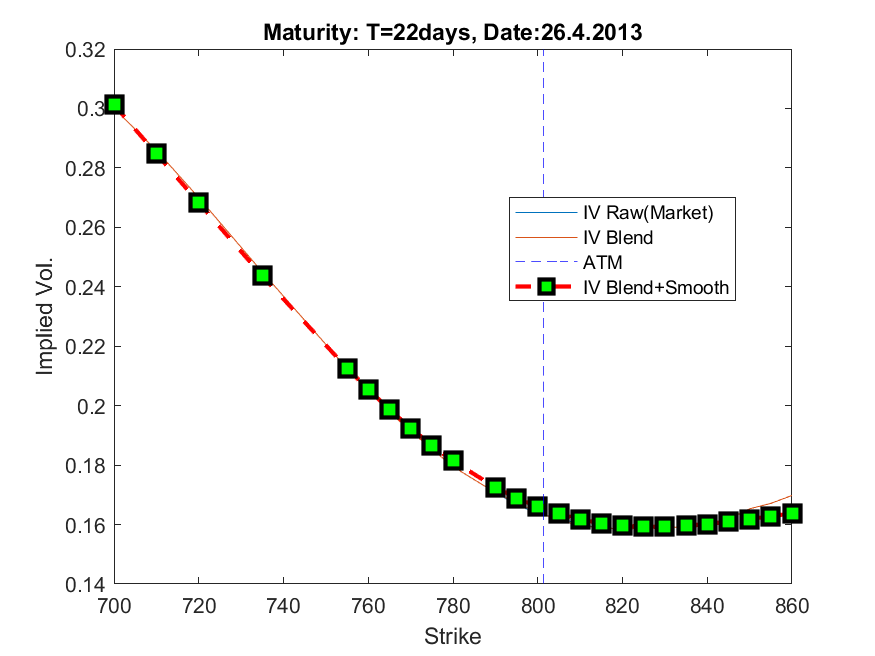 Maturity: T=22days, Date:26.4.2013
0.32
0.3
0.28
0.26
0.24
0.22
0.2
0.18
0.16
0.14
Implied Vol.
IV Raw(Market)
IV Blend
ATM
IV Blend+Smooth
700 720 740 760 780 800 820 840 860
Strike